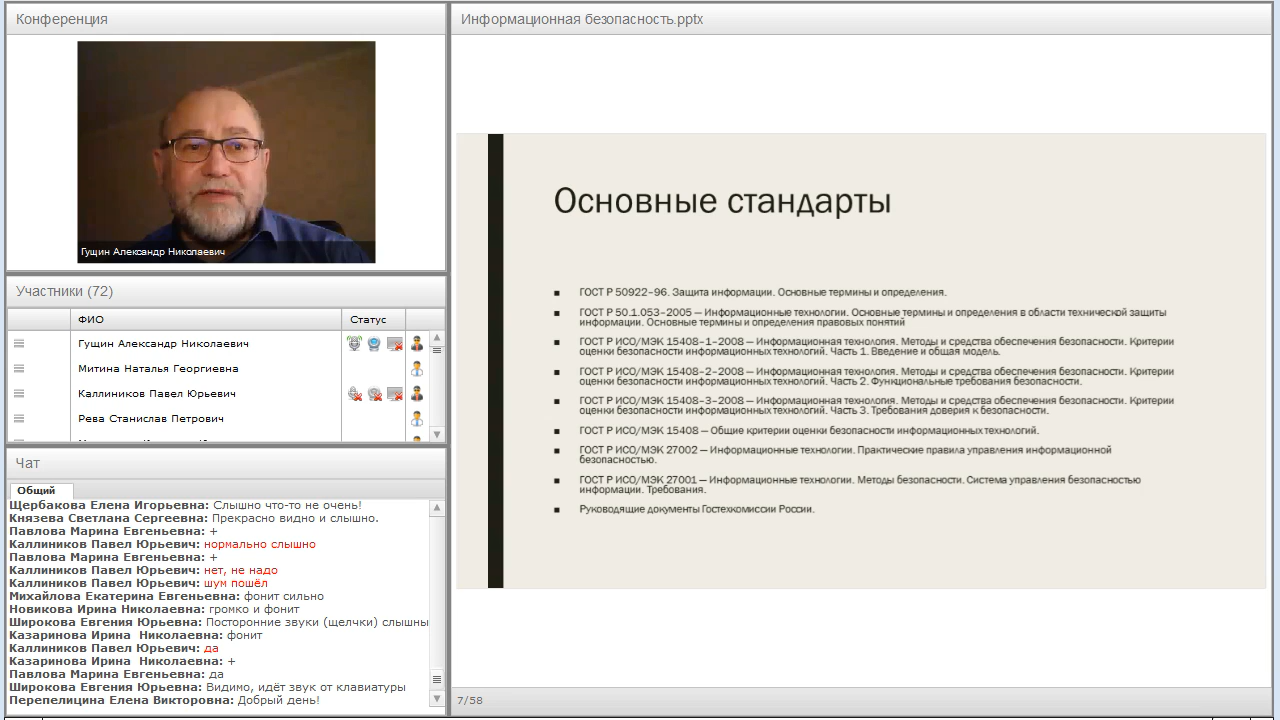 Конференция
Гущин Александр Николаевич
Участники (72)
ФИО
Статус
Гущин Александр Николаевич
Митина Наталья Георгиевна
Каллиников Павел Юрьевич
Рева Станислав Петрович
Чат
Общий
Щербакова Елена Игорьевна: Слышно что-то не очень!
Князева Светлана Сергеевна: Прекрасно видно и слышно.
Павлова Марина Евгеньевна: +
Каллиников Павел Юрьевич: нормально слышно
Павлова Марина Евгеньевна: +
Каллиников Павел Юрьевич: нет, не надо
Каллиников Павел Юрьевич: шум пошёл
Михайлова Екатерина Евгеньевна: фонит сильно
Новикова Ирина Николаевна: громко и фонит
Широкова Евгения Юрьевна: Посторонние звуки (щелчки) слышны
Казаринова Ирина  Николаевна: фонит
Каллиников Павел Юрьевич: да
Казаринова Ирина  Николаевна: +
Павлова Марина Евгеньевна: да
Широкова Евгения Юрьевна: Видимо, идёт звук от клавиатуры
Перепелицина Елена Викторовна: Добрый день!
Информационная безопасность.pptx
Основные стандарты
ГОСТ Р 50922–96. Защита информации. Основные термины и определения.
ГОСТ Р 50.1.053–2005 — Информационные технологии. Основные термины и определения в области технической защиты
информации. Основные термины и определения правовых понятий
ГОСТ Р ИСО/МЭК 15408–1–2008 — Информационная технология. Методы и средства обеспечения безопасности. Критерии
оценки безопасности информационных технологий. Часть 1. Введение и общая модель.
ГОСТ Р ИСО/МЭК 15408–2–2008 — Информационная технология. Методы и средства обеспечения безопасности. Критерии
оценки безопасности информационных технологий. Часть 2. Функциональные требования безопасности.
ГОСТ Р ИСО/МЭК 15408–3–2008 — Информационная технология. Методы и средства обеспечения безопасности. Критерии
оценки безопасности информационных технологий. Часть 3. Требования доверия к безопасности.
ГОСТ Р ИСО/МЭК 15408 — Общие критерии оценки безопасности информационных технологий.
ГОСТ Р ИСО/МЭК 27002 — Информационные технологии. Практические правила управления информационной
безопасностью.
ГОСТ Р ИСО/МЭК 27001 — Информационные технологии. Методы безопасности. Система управления безопасностью
информации. Требования.
Руководящие документы Гостехкомиссии России.
7/58